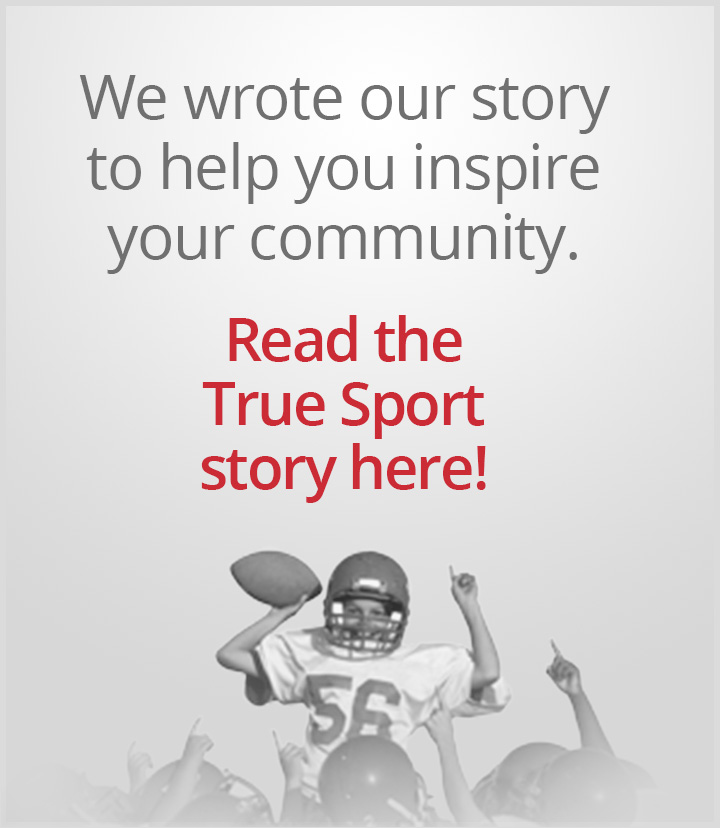 We wrote our story
to help you inspire
your community.
Read the
True Sport
story here!
56